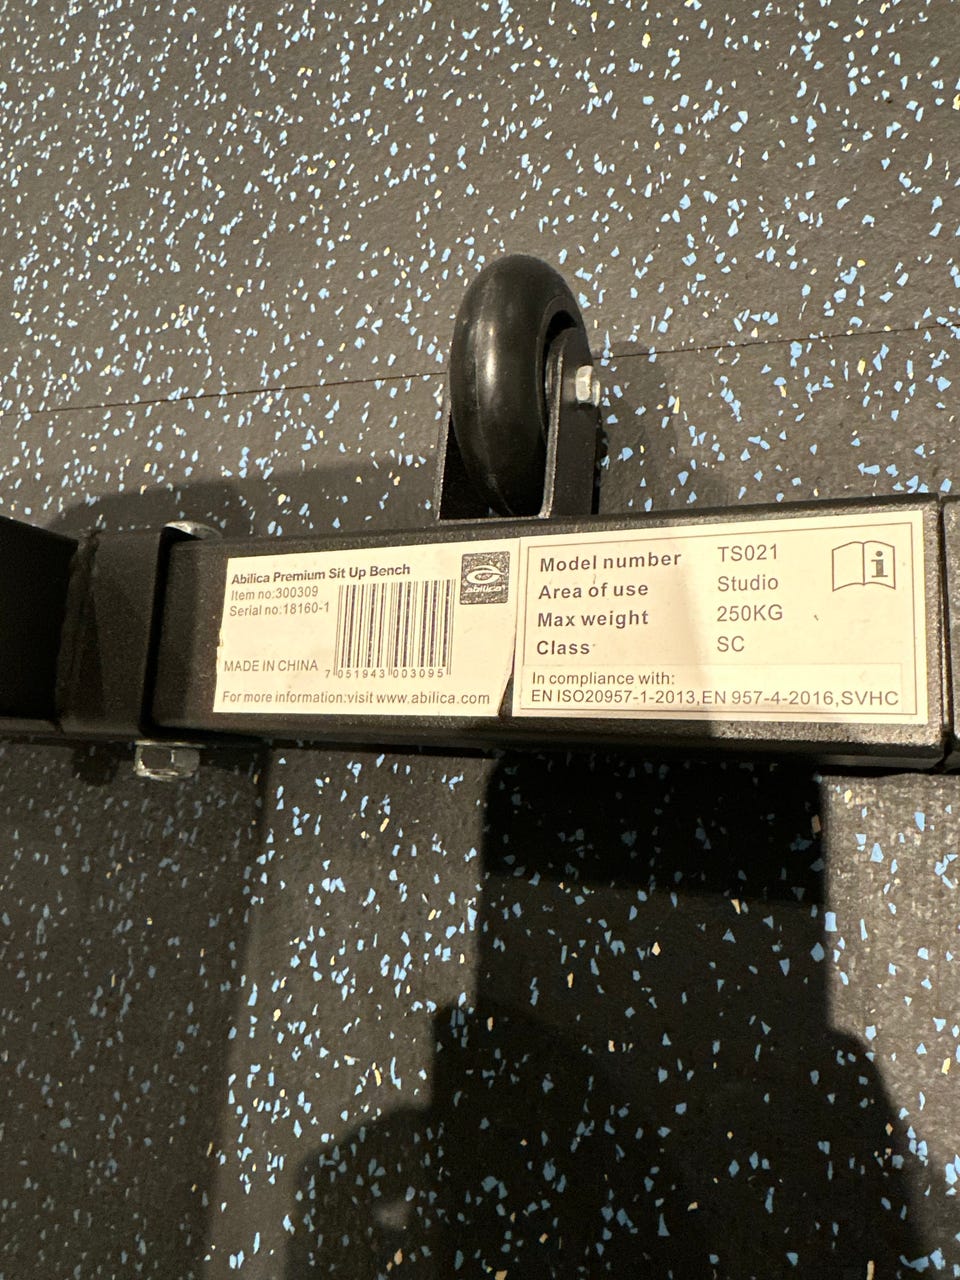 Abilica Premium Sit Up Bench
Item no:300309
Serial no:18160-1
abilica
MADE IN CHINA
7 051943 003095
For more information:visit www.abilica.com
Model number TS021
Area of use Studio
Max weight 250KG
Class SC
i
In compliance with:
EN ISO20957-1-2013,EN 957-4-2016,SVHC